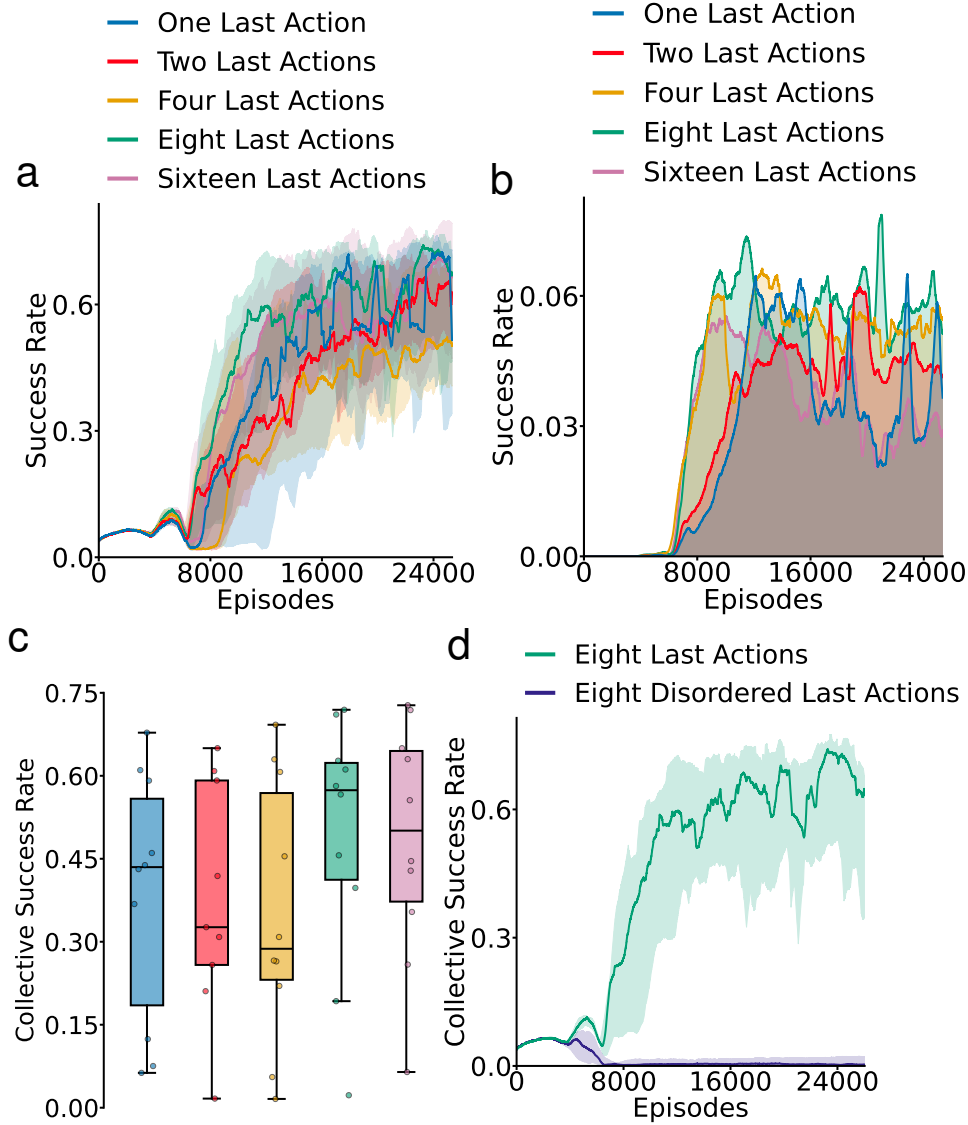 One Last Action
Two Last Actions
Four Last Actions
Eight Last Actions
Sixteen Last Actions
a
Success Rate
0.6
0.3
0.0
0
8000
16000
24000
Episodes
One Last Action
Two Last Actions
Four Last Actions
Eight Last Actions
Sixteen Last Actions
b
Success Rate
0.06
0.03
0.00
0
8000
16000
24000
Episodes
c
Collective Success Rate
0.75
0.60
0.45
0.30
0.15
0.00
d
Eight Last Actions
Eight Disordered Last Actions
Collective Success Rate
0.6
0.3
0.0
0
8000
16000
24000
Episodes